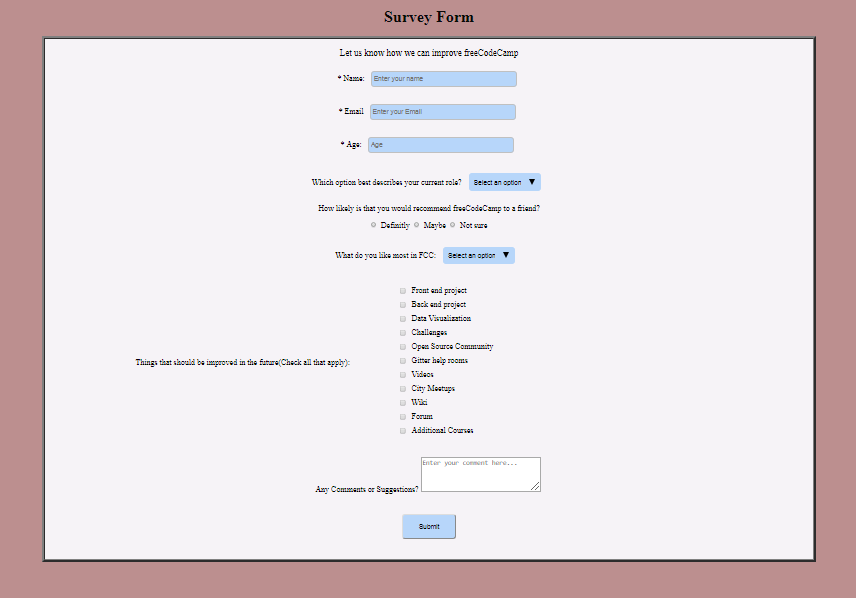 Survey Form
Let us know how we can improve freeCodeCamp
* Name: Enter your name
* Email Enter your Email
* Age: Age
Which option best describes your current role? Select an option ▼
How likely is that you would recommend freeCodeCamp to a friend?
Definitly Maybe Not sure
What do you like most in FCC: Select an option ▼
Front end project
Back end project
Data Visualization
Challenges
Open Source Community
Gitter help rooms
Things that should be improved in the future(Check all that apply):
Videos
City Meetups
Wiki
Forum
Additional Courses
Enter your comment here...
Any Comments or Suggestions?
Submit